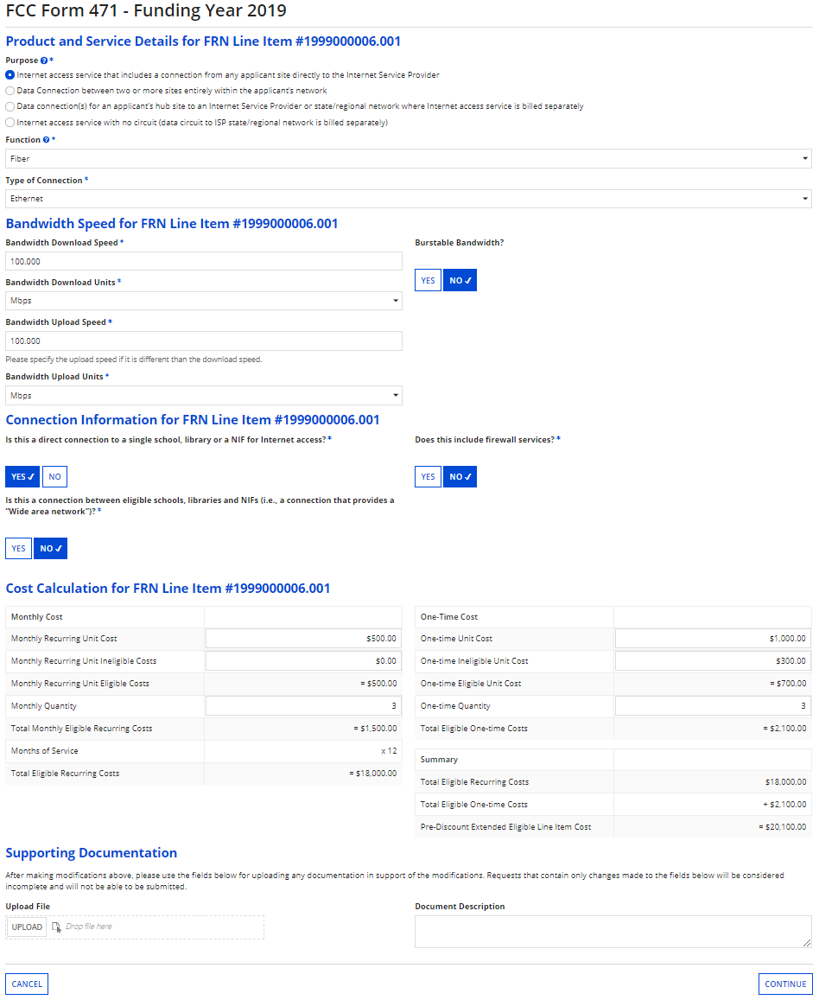 FCC Form 471 - Funding Year 2019
Product and Service Details for FRN Line Item #1999000006.001
Purpose ? *
Internet access service that includes a connection from any applicant site directly to the Internet Service Provider
Data Connection between two or more sites entirely within the applicant's network
Data connection(s) for an applicant's hub site to an Internet Service Provider or state/regional network where Internet access service is billed separately
Internet access service with no circuit (data circuit to ISP state/regional network is billed separately)
Function ? *
Fiber
Type of Connection *
Ethernet
Bandwidth Speed for FRN Line Item #1999000006.001
Bandwidth Download Speed *
100.000
Bandwidth Download Units *
Mbps
Bandwidth Upload Speed *
100.000
Please specify the upload speed if it is different than the download speed.
Bandwidth Upload Units *
Mbps
Burstable Bandwidth?
YES NO ✓
Connection Information for FRN Line Item #1999000006.001
Is this a direct connection to a single school, library or a NIF for Internet access? *
YES ✓ NO
Is this a connection between eligible schools, libraries and NIFs (i.e., a connection that provides a
"Wide area network")? *
YES NO ✓
Does this include firewall services? *
YES NO ✓
Cost Calculation for FRN Line Item #1999000006.001
Monthly Cost
Monthly Recurring Unit Cost $500.00
Monthly Recurring Unit Ineligible Costs $0.00
Monthly Recurring Unit Eligible Costs = $500.00
Monthly Quantity 3
Total Monthly Eligible Recurring Costs = $1,500.00
Months of Service x 12
Total Eligible Recurring Costs = $18,000.00
One-Time Cost
One-time Unit Cost $1,000.00
One-time Ineligible Unit Cost $300.00
One-time Eligible Unit Cost = $700.00
One-time Quantity 3
Total Eligible One-time Costs = $2,100.00
Summary
Total Eligible Recurring Costs $18,000.00
Total Eligible One-time Costs + $2,100.00
Pre-Discount Extended Eligible Line Item Cost = $20,100.00
Supporting Documentation
After making modifications above, please use the fields below for uploading any documentation in support of the modifications. Requests that contain only changes made to the fields below will be considered
incomplete and will not be able to be submitted.
Upload File
UPLOAD Drop file here
Document Description
CANCEL
CONTINUE